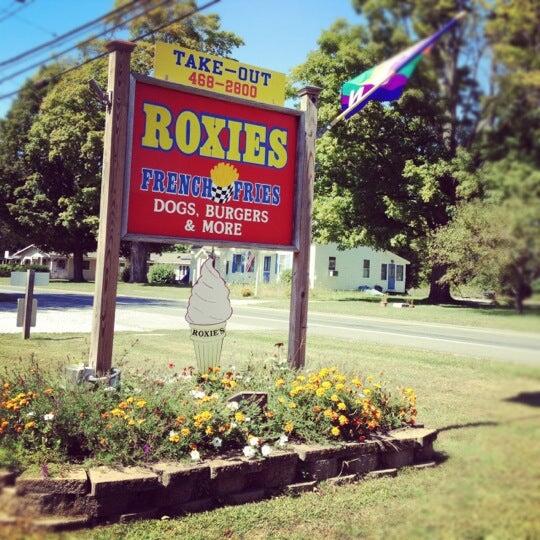 TAKE-OUT
468-2800
ROXIES
FRENCH FRIES
DOGS, BURGERS
& MORE
ROXIE'S